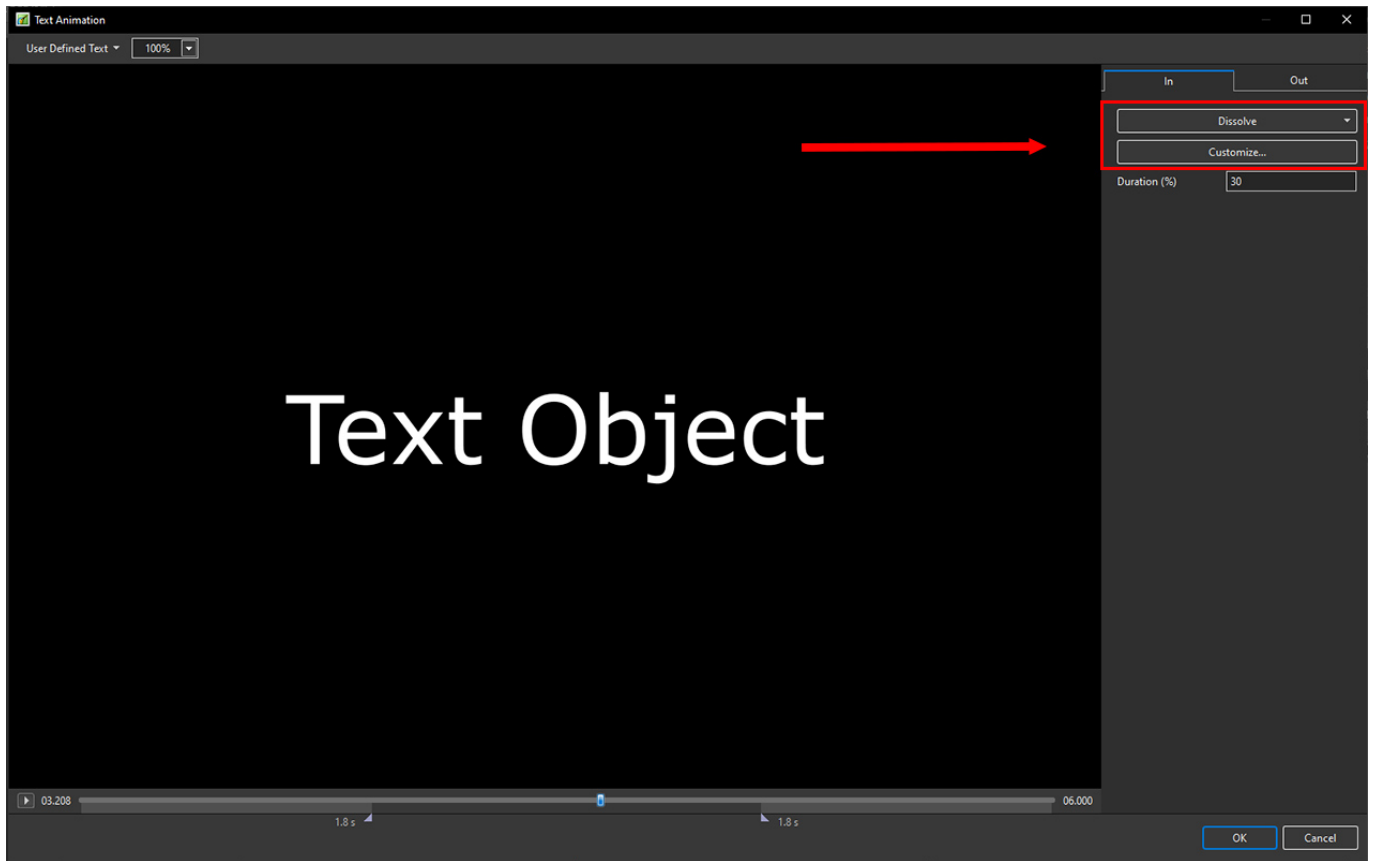 Text Animation
User Defined Text 100%
In Out
Dissolve
Customize...
Duration (%) 30
Text Object
03.208 06.000
1.8 s 1.8 s
OK Cancel